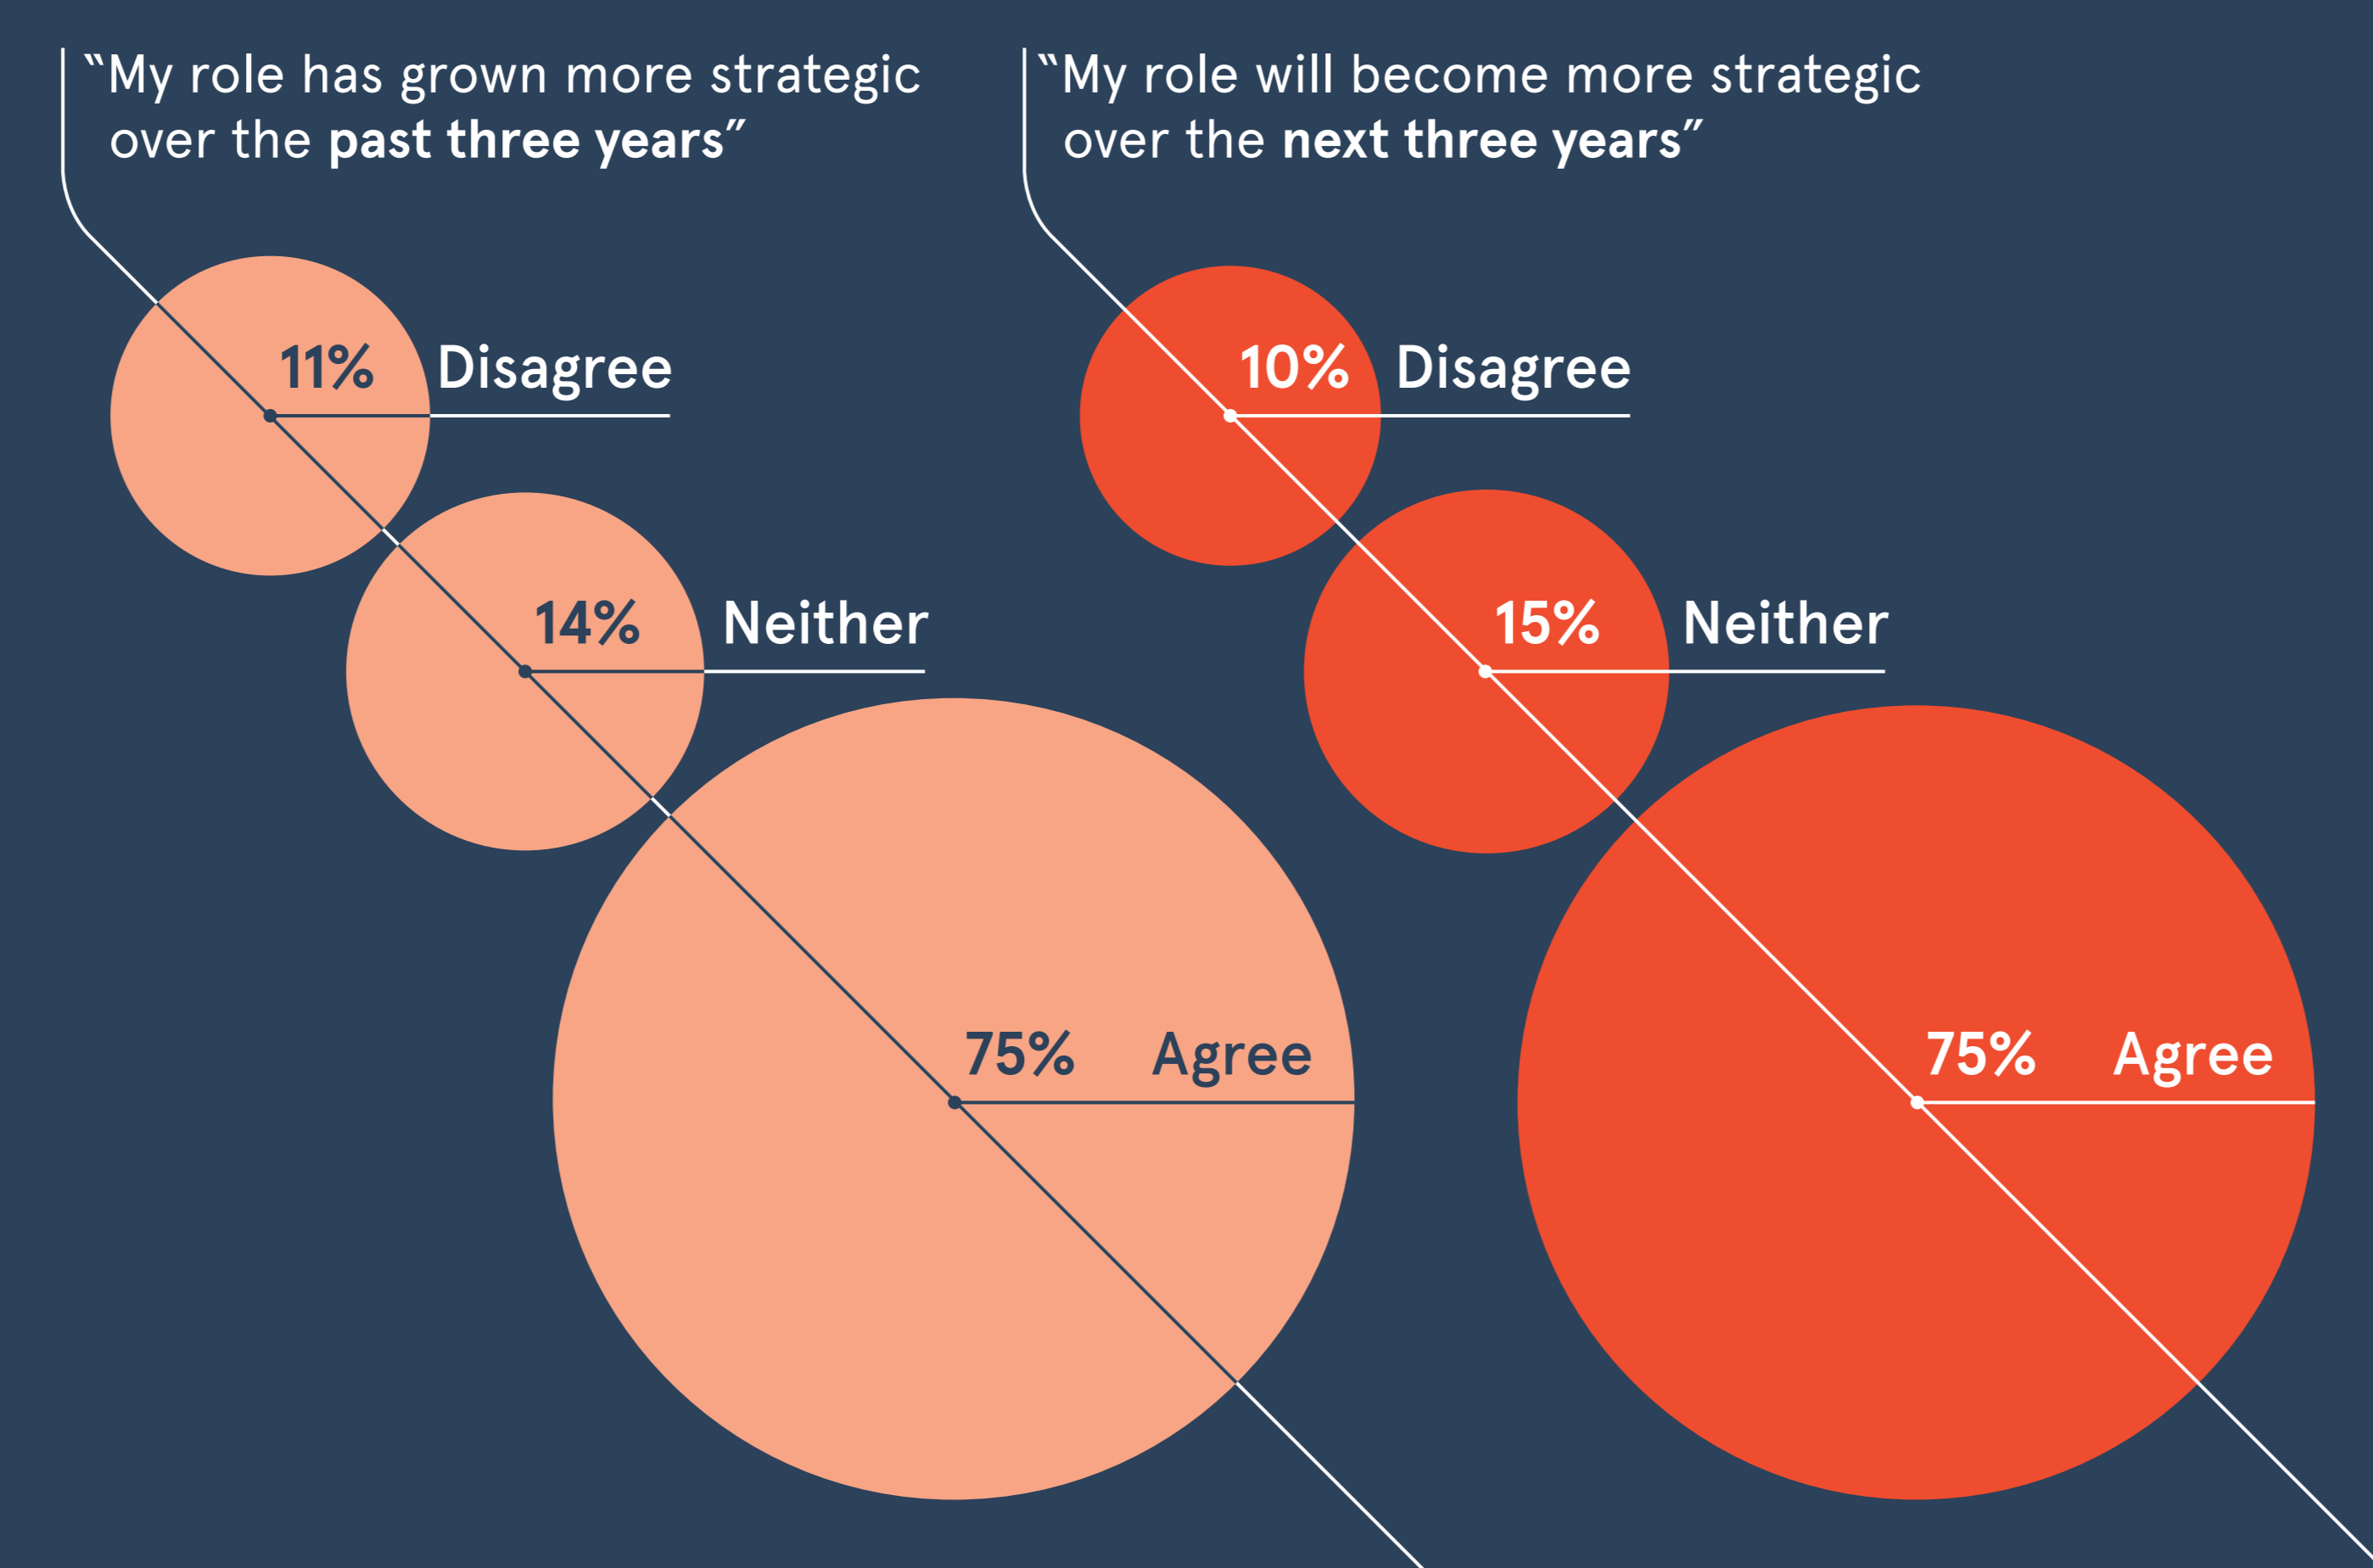 “My role has grown more strategic
over the past three years”
11% Disagree
14% Neither
75% Agree
“My role will become more strategic
over the next three years”
10% Disagree
15% Neither
75% Agree